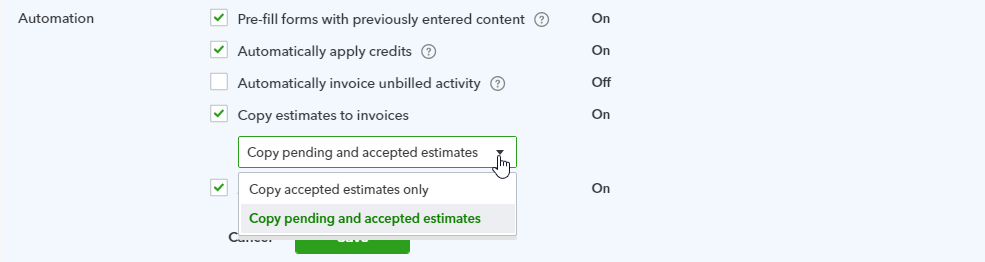 Automation
Pre-fill forms with previously entered content ? On
Automatically apply credits ? On
Automatically invoice unbilled activity ? Off
Copy estimates to invoices On
Copy pending and accepted estimates
Copy accepted estimates only
On
Copy pending and accepted estimates
Cancel